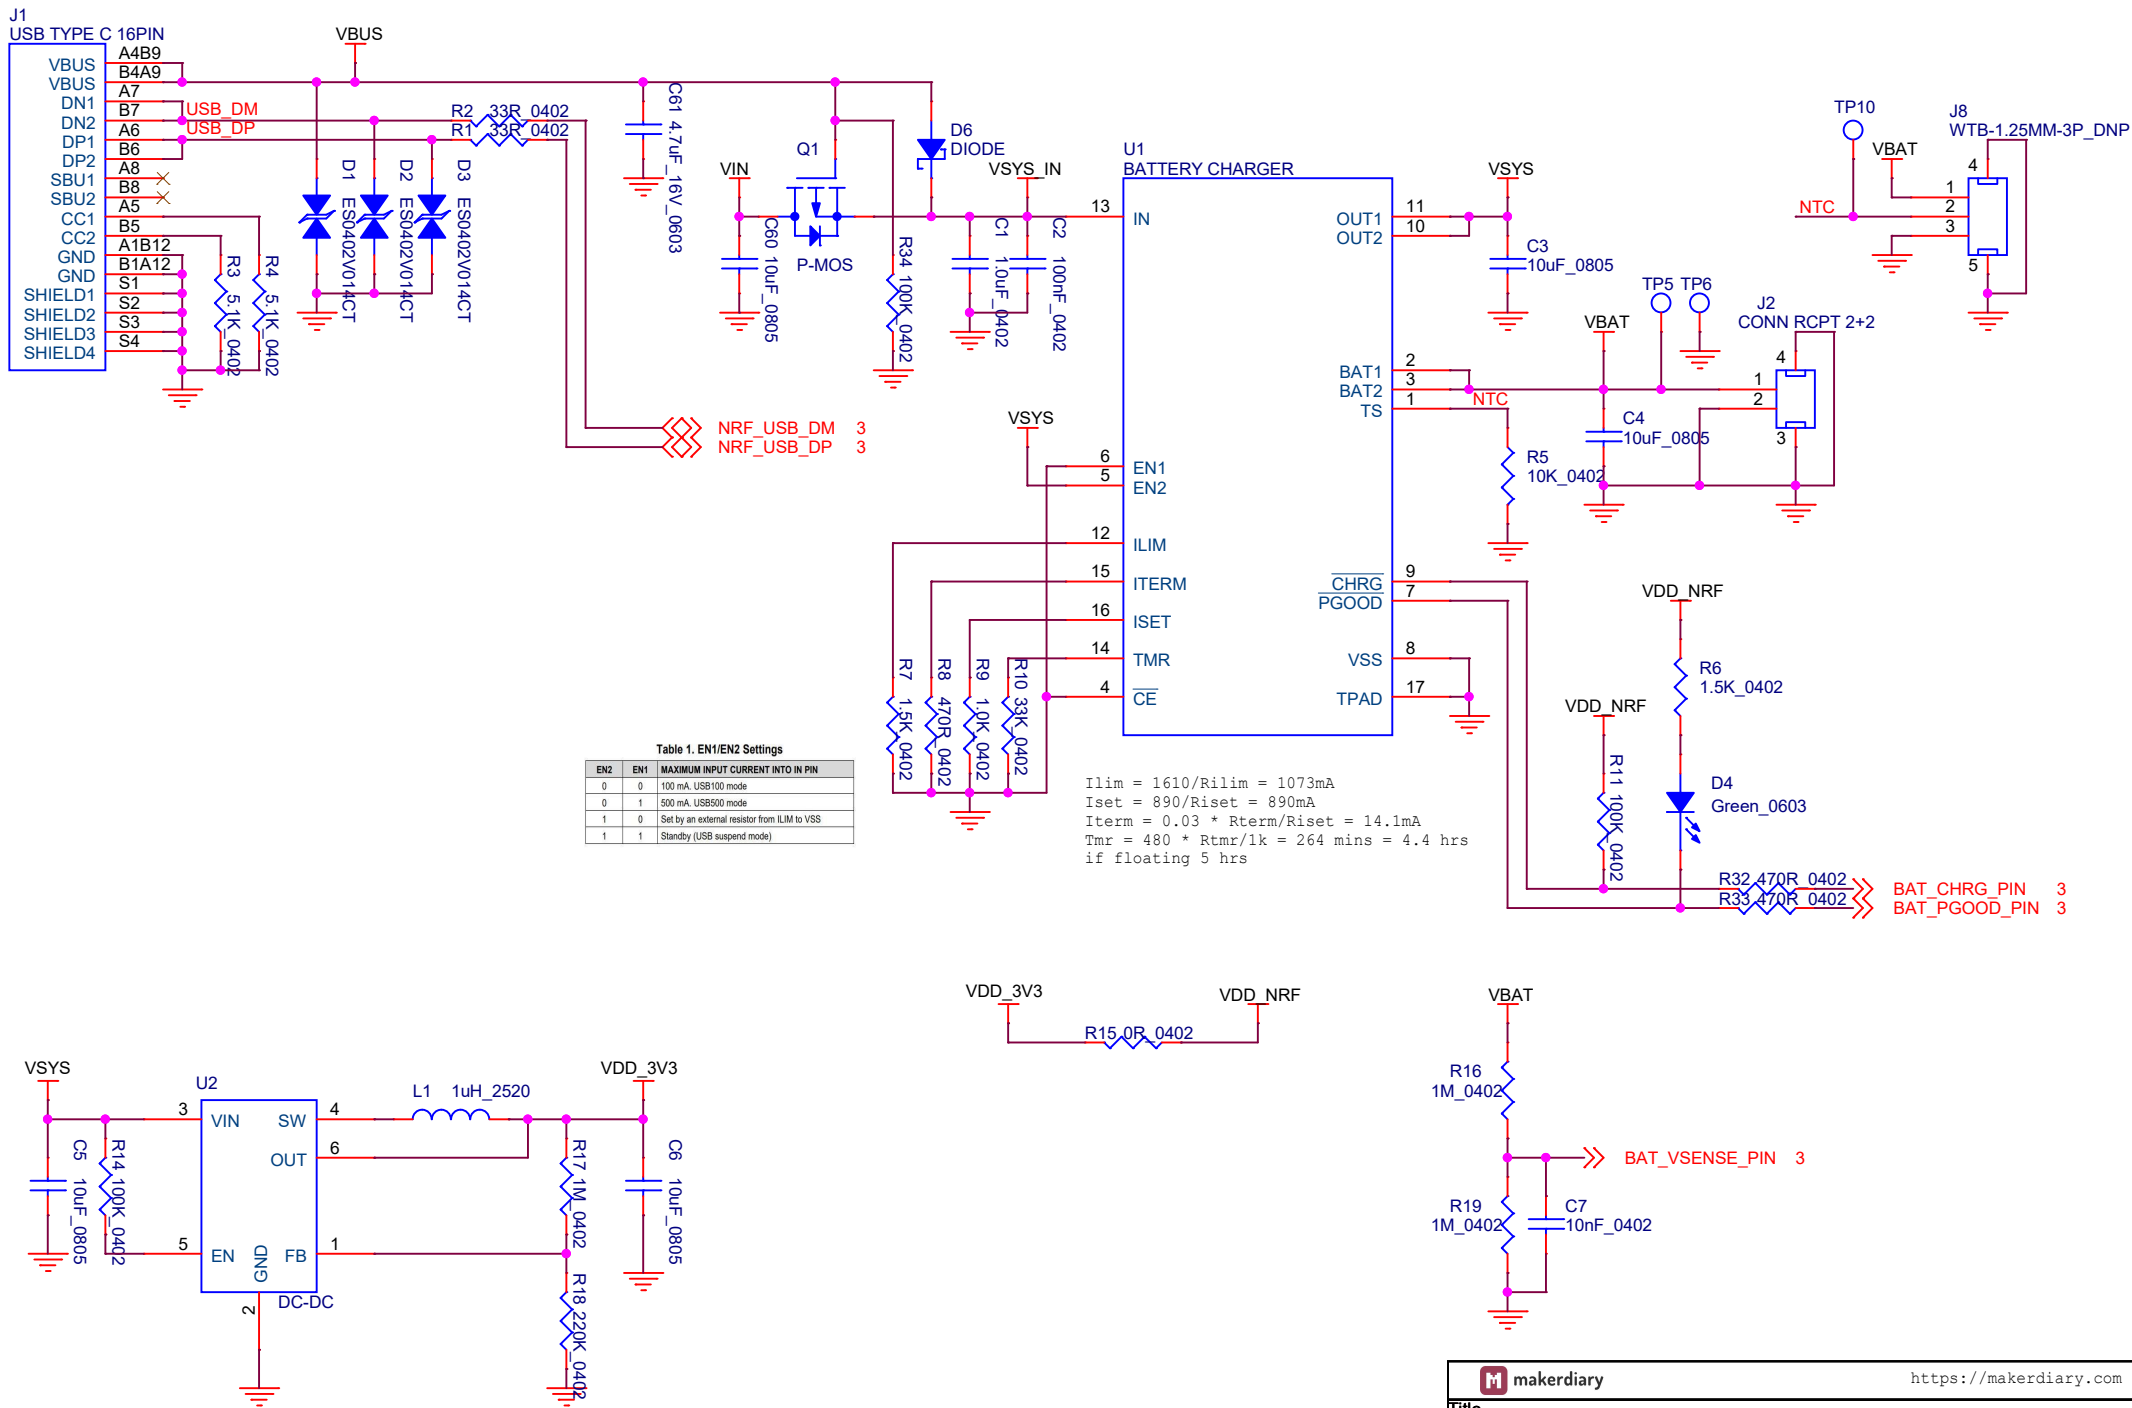 J1
USB TYPE C 16PIN
VBUS A4B9
VBUS B4A9
DN1 A7
DN2 B7
DP1 A6
DP2 B6
SBU1 A8
SBU2 B8
CC1 A5
CC2 B5
GND A1B12
GND B1A12
SHIELD1 S1
SHIELD2 S2
SHIELD3 S3
SHIELD4 S4
USB_DM
USB_DP
VBUS
R2 33R_0402
R1 33R_0402
D1 ES0402V014CT
D2 ES0402V014CT
D3 ES0402V014CT
R3 5.1K_0402
R4 5.1K_0402
C61 4.7uF_16V_0603
NRF_USB_DM 3
NRF_USB_DP 3
VIN
Q1
P-MOS
C60 10uF_0805
R34 100K_0402
D6
DIODE
VSYS_IN
C1 1.0uF_0402
C2 100nF_0402
U1
BATTERY CHARGER
13 IN
6 EN1
5 EN2
12 ILIM
15 ITERM
16 ISET
14 TMR
4 CE
OUT1 11
OUT2 10
BAT1 2
BAT2 3
TS 1
CHRG 9
PGOOD 7
VSS 8
TPAD 17
VSYS
R7 1.5K_0402
R8 470R_0402
R9 1.0K_0402
R10 33K_0402
VSYS
C3
10uF_0805
NTC
R5
10K_0402
VBAT
C4
10uF_0805
TP5 TP6
J2
CONN RCPT 2+2
4
1
2
3
TP10
NTC
VBAT
J8
WTB-1.25MM-3P_DNP
4
1
2
3
5
VDD_NRF
R6
1.5K_0402
D4
Green_0603
VDD_NRF
R11 100K_0402
R32 470R_0402
R33 470R_0402
BAT_CHRG_PIN 3
BAT_PGOOD_PIN 3
Table 1. EN1/EN2 Settings
EN2 EN1 MAXIMUM INPUT CURRENT INTO IN PIN
0 0 100 mA. USB100 mode
0 1 500 mA. USB500 mode
1 0 Set by an external resistor from ILIM to VSS
1 1 Standby (USB suspend mode)
Ilim = 1610/Rilim = 1073mA
Iset = 890/Riset = 890mA
Iterm = 0.03 * Rterm/Riset = 14.1mA
Tmr = 480 * Rtmr/1k = 264 mins = 4.4 hrs
if floating 5 hrs
VDD_3V3
VDD_NRF
R15 0R_0402
VBAT
R16
1M_0402
BAT_VSENSE_PIN 3
R19
1M_0402
C7
10nF_0402
VSYS
C5 10uF_0805
R14 100K_0402
U2
3 VIN
5 EN
SW 4
OUT 6
FB 1
GND 2
DC-DC
L1 1uH_2520
VDD_3V3
R17 1M_0402
R18 220K_0402
C6 10uF_0805
M makerdiary
https://makerdiary.com
Title